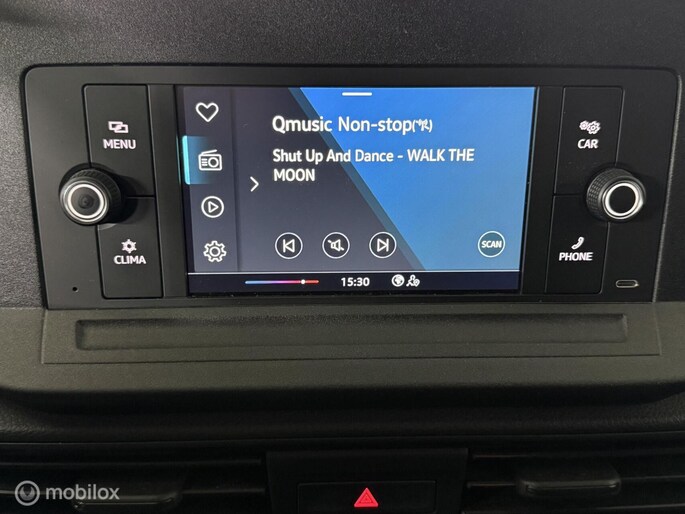 MENU
CLIMA
Qmusic Non-stop
Shut Up And Dance - WALK THE
MOON
SCAN
15:30
CAR
PHONE
mobilox